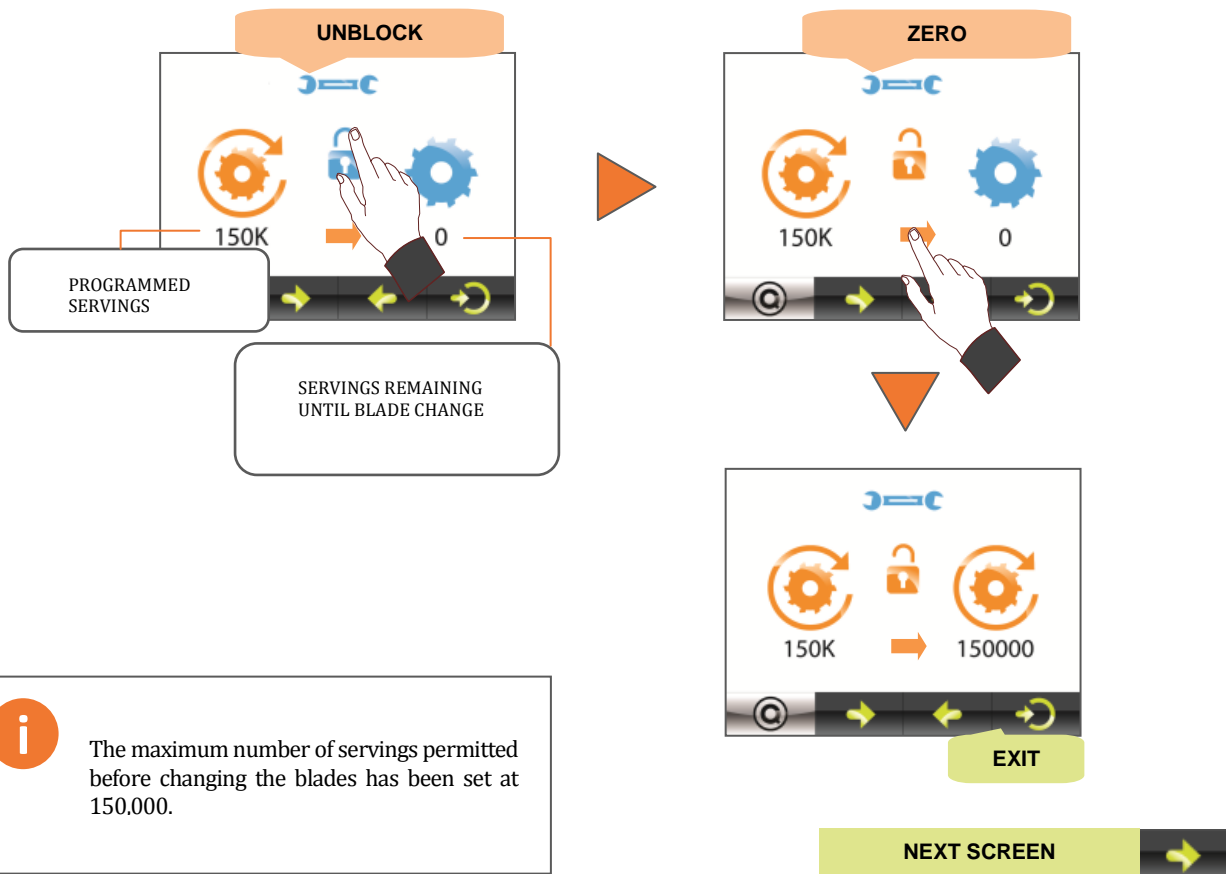 UNBLOCK
150K
0
PROGRAMMED
SERVINGS
SERVINGS REMAINING
UNTIL BLADE CHANGE
ZERO
150K
0
150K
150000
EXIT
i
The maximum number of servings permitted
before changing the blades has been set at
150,000.
NEXT SCREEN